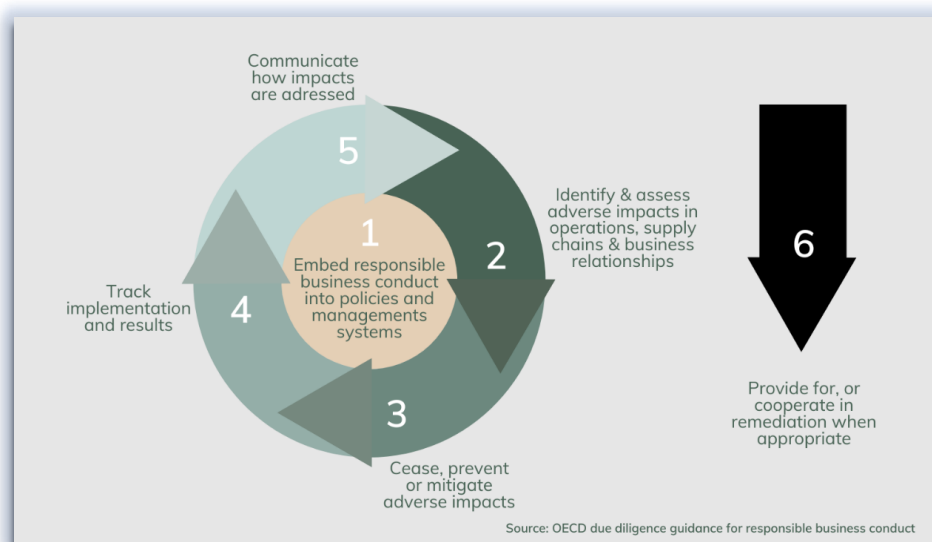 Communicate
how impacts
are adressed
5
1
Embed responsible
business conduct
into policies and
managements
systems
2
Identify & assess
adverse impacts in
operations, supply
chains & business
relationships
3
Cease, prevent
or mitigate
adverse impacts
4
Track
implementation
and results
6
Provide for, or
cooperate in
remediation when
appropriate
Source: OECD due diligence guidance for responsible business conduct